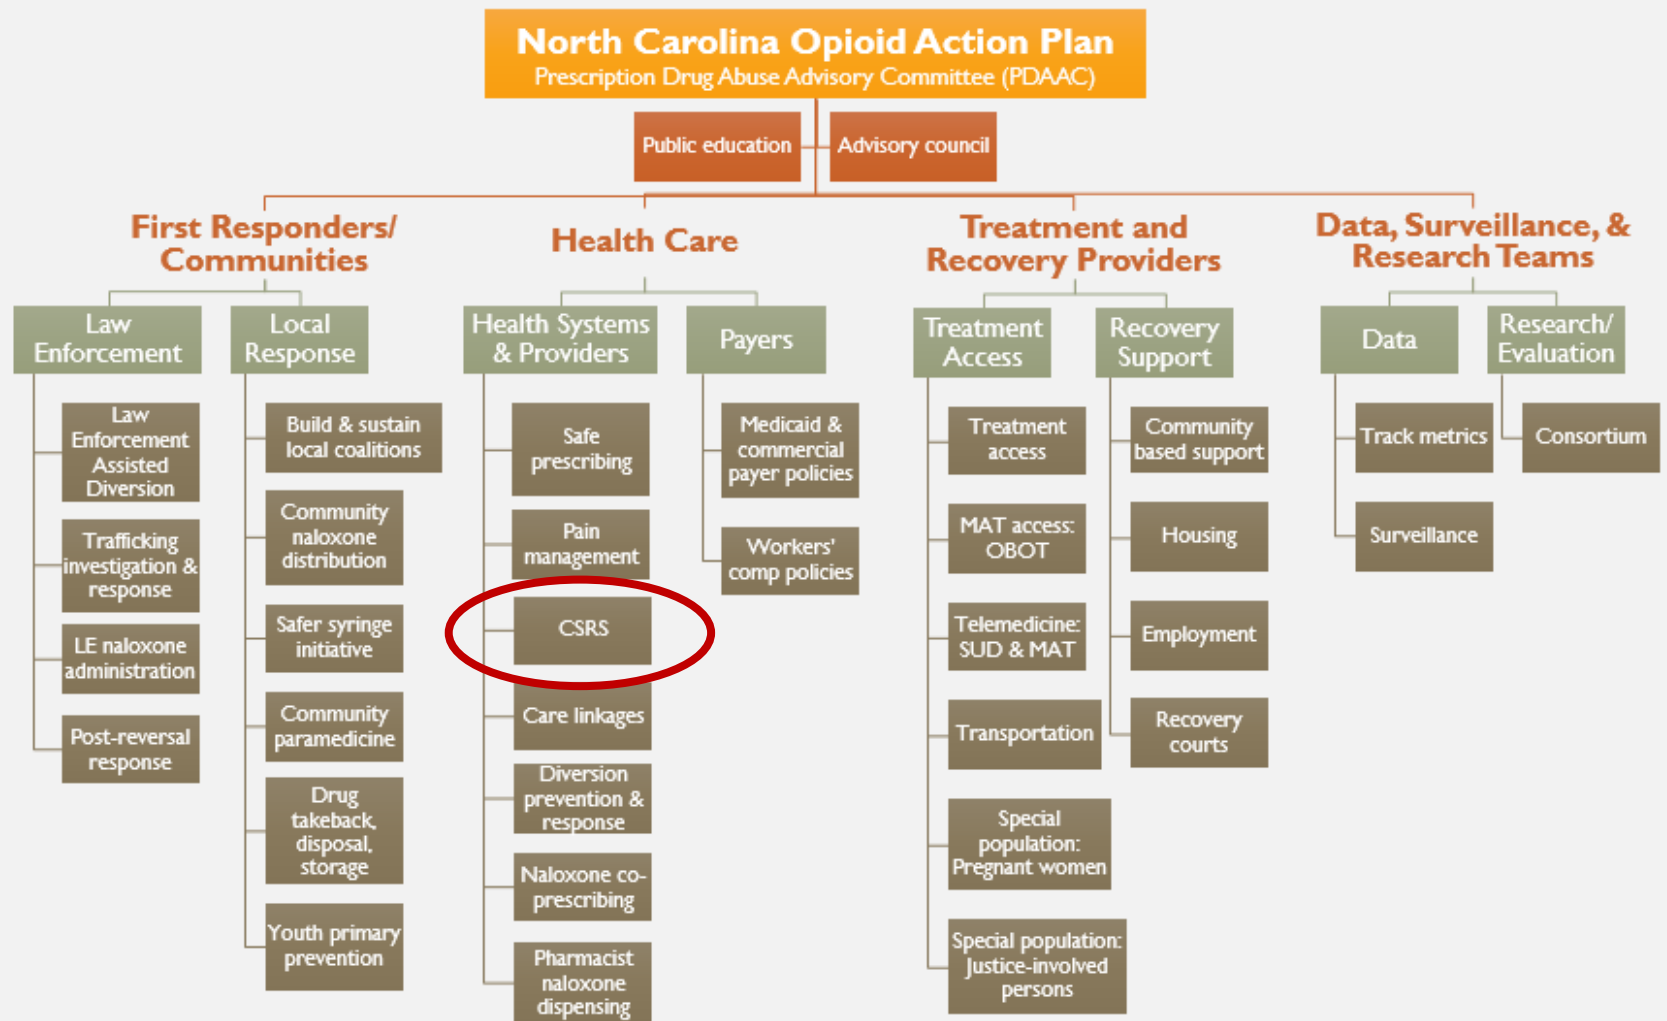 North Carolina Opioid Action Plan
Prescription Drug Abuse Advisory Committee (PDAAC)
Public education
Advisory council
First Responders/
Communities
Law
Enforcement
Law
Enforcement
Assisted
Diversion
Trafficking
investigation &
response
LE naloxone
administration
Post-reversal
response
Local
Response
Build & sustain
local coalitions
Community
naloxone
distribution
Safer syringe
initiative
Community
paramedicine
Drug
takeback,
disposal,
storage
Youth primary
prevention
Health Care
Health Systems
& Providers
Safe
prescribing
Pain
management
CSRS
Care linkages
Diversion
prevention &
response
Naloxone co-
prescribing
Pharmacist
naloxone
dispensing
Payers
Medicaid &
commercial
payer policies
Workers'
comp policies
Treatment and
Recovery Providers
Treatment
Access
Treatment
access
MAT access:
OBOT
Telemedicine:
SUD & MAT
Transportation
Special
population:
Pregnant women
Special population:
Justice-involved
persons
Recovery
Support
Community
based support
Housing
Employment
Recovery
courts
Data, Surveillance, &
Research Teams
Data
Track metrics
Surveillance
Research/
Evaluation
Consortium